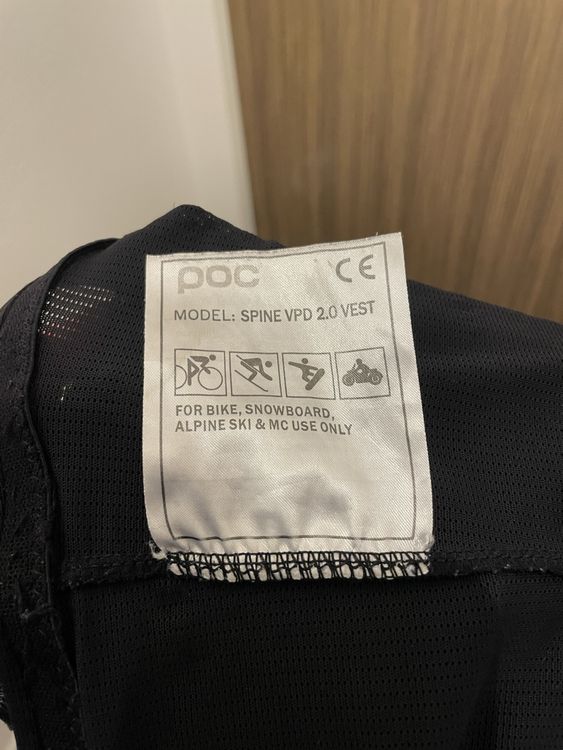 poc CE
MODEL: SPINE VPD 2.0 VEST
FOR BIKE, SNOWBOARD,
ALPINE SKI & MC USE ONLY